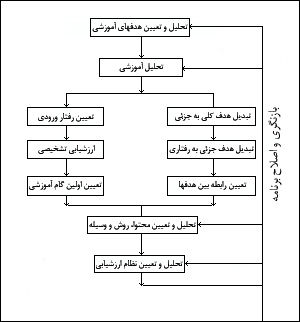 تحلیل و تعیین هدفهای آموزشی
تحلیل آموزشی
تبدیل هدف کلی به جزئی
تعیین رفتار ورودی
تبدیل هدف جزئی به رفتاری
ارزشیابی تشخیصی
تعیین رابطه بین هدفها
تعیین اولین گام آموزشی
تحلیل و تعیین محتوا، روش و وسیله
تحلیل و تعیین نظام ارزشیابی
بازنگری و اصلاح برنامه